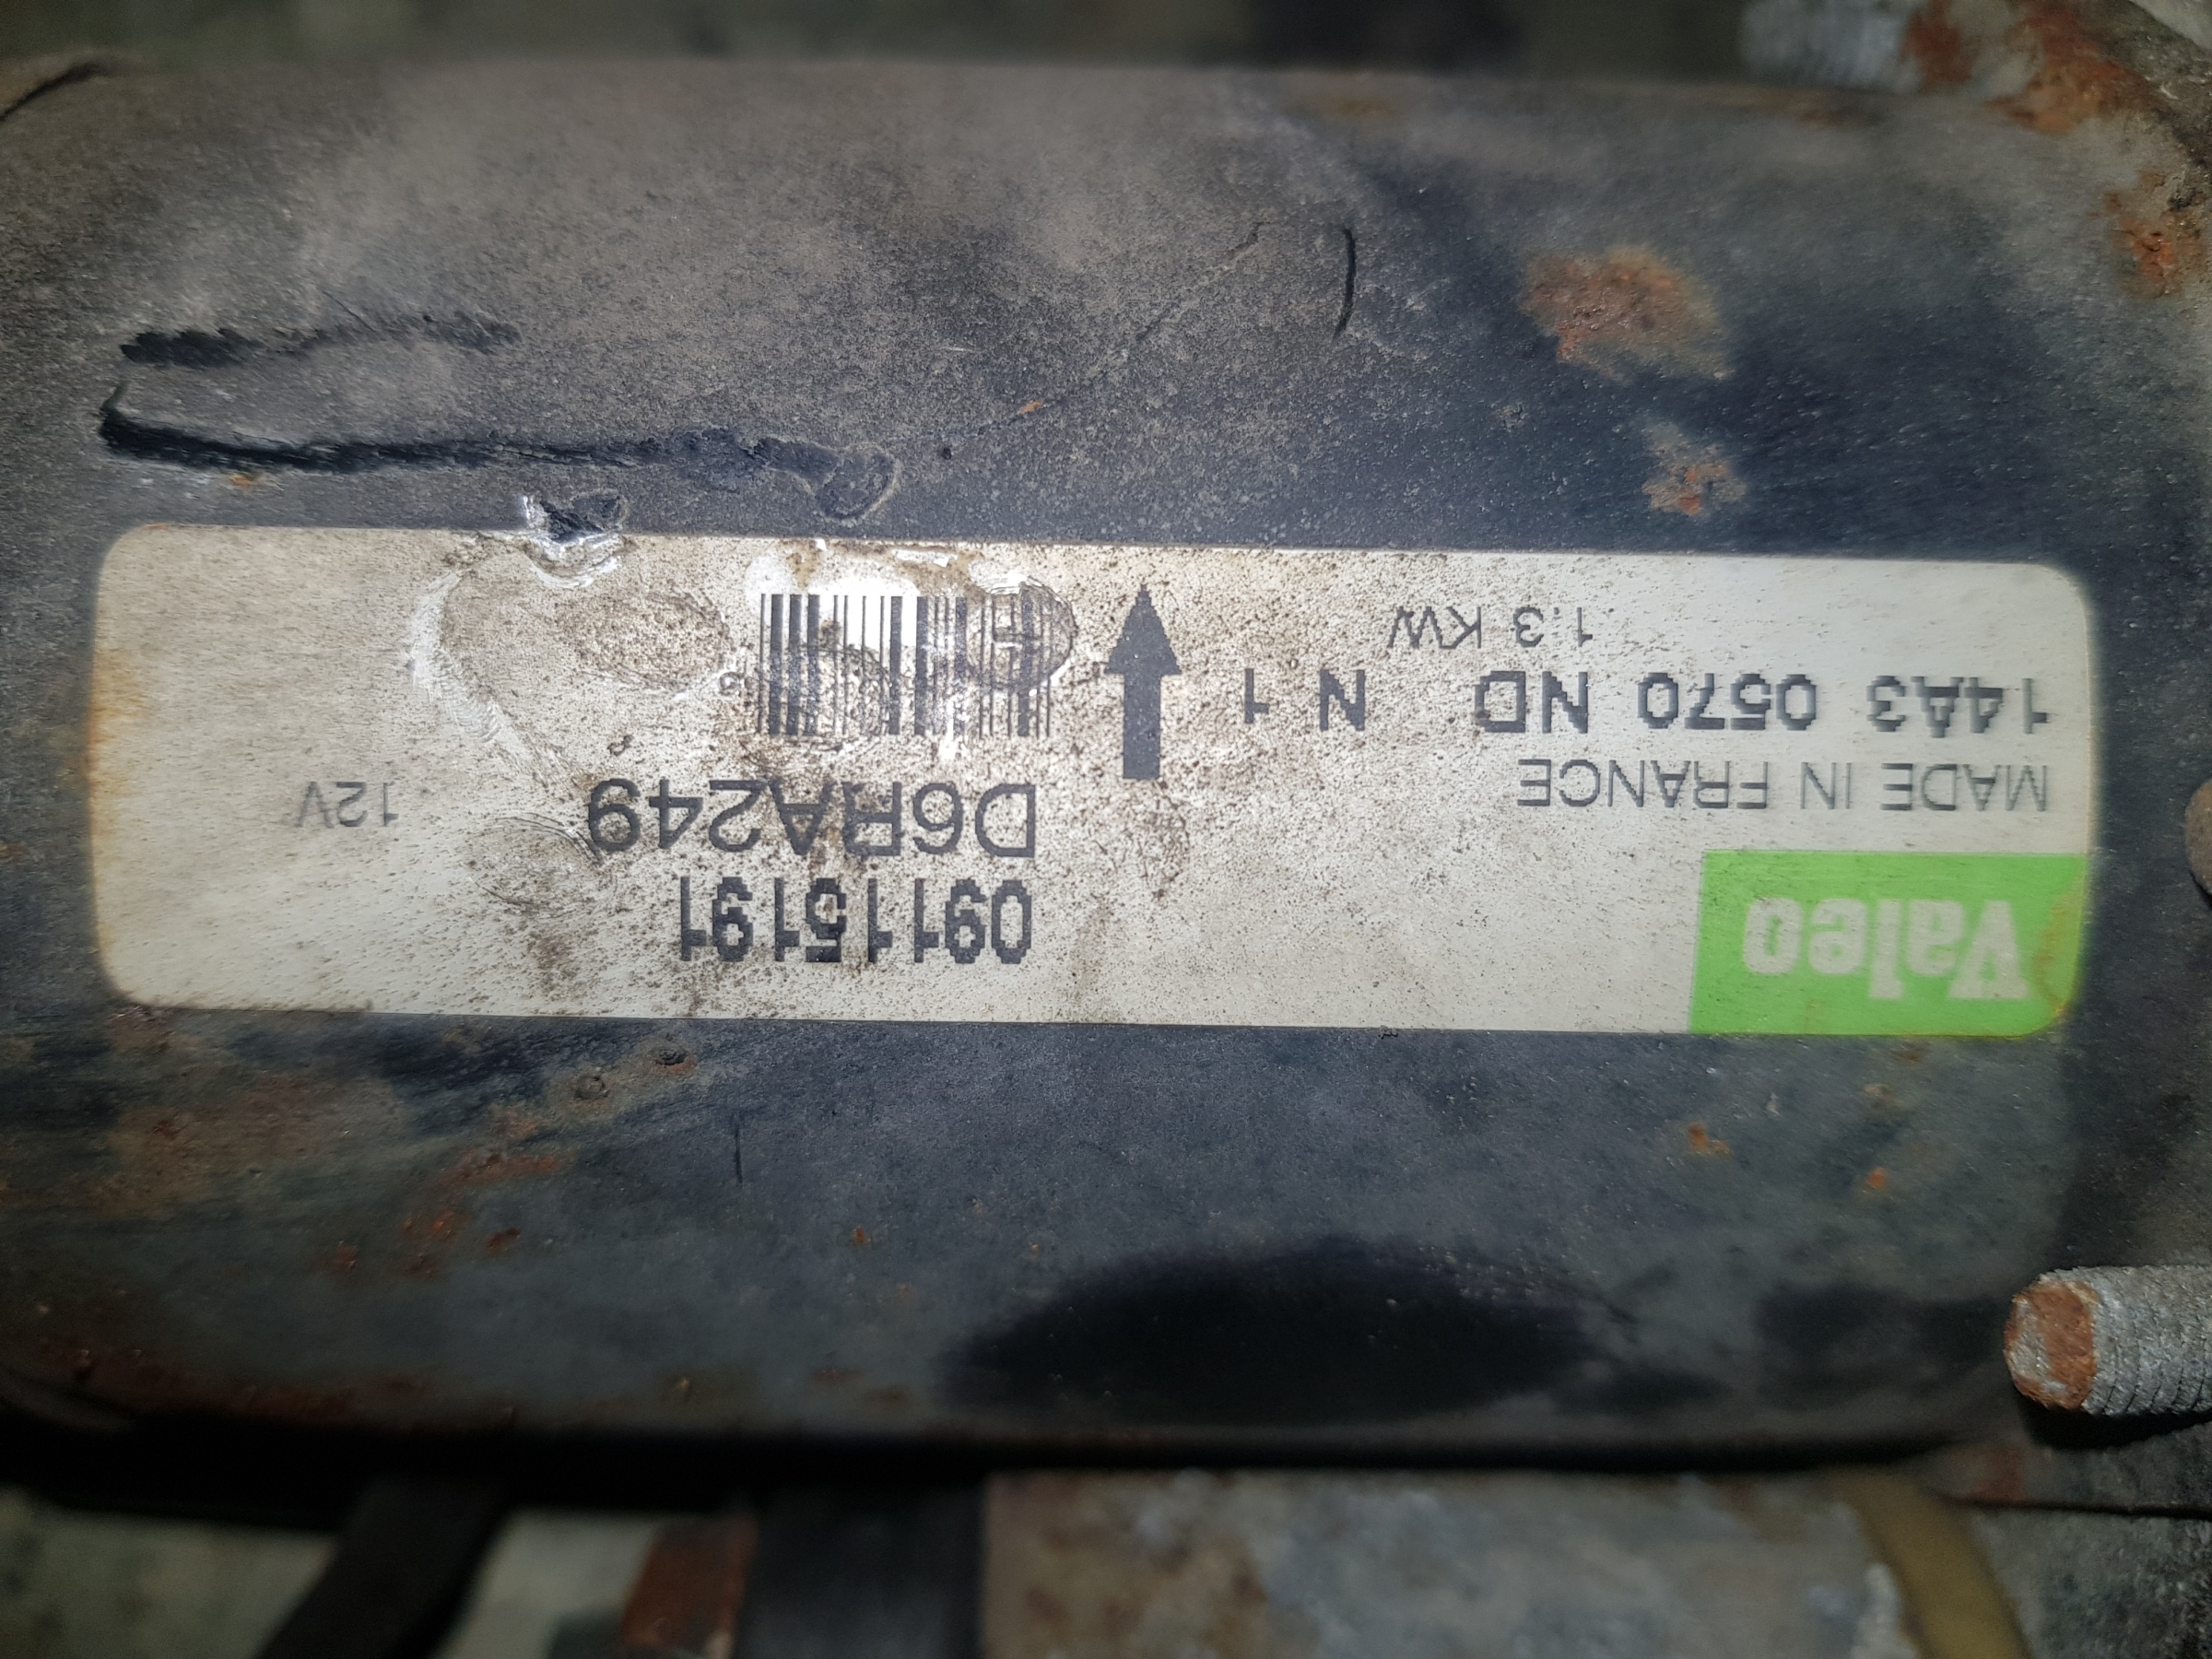 Valeo
MADE IN FRANCE
14A3 0570 ND N 1
1.3 KW
09115191
D6RA249
12V